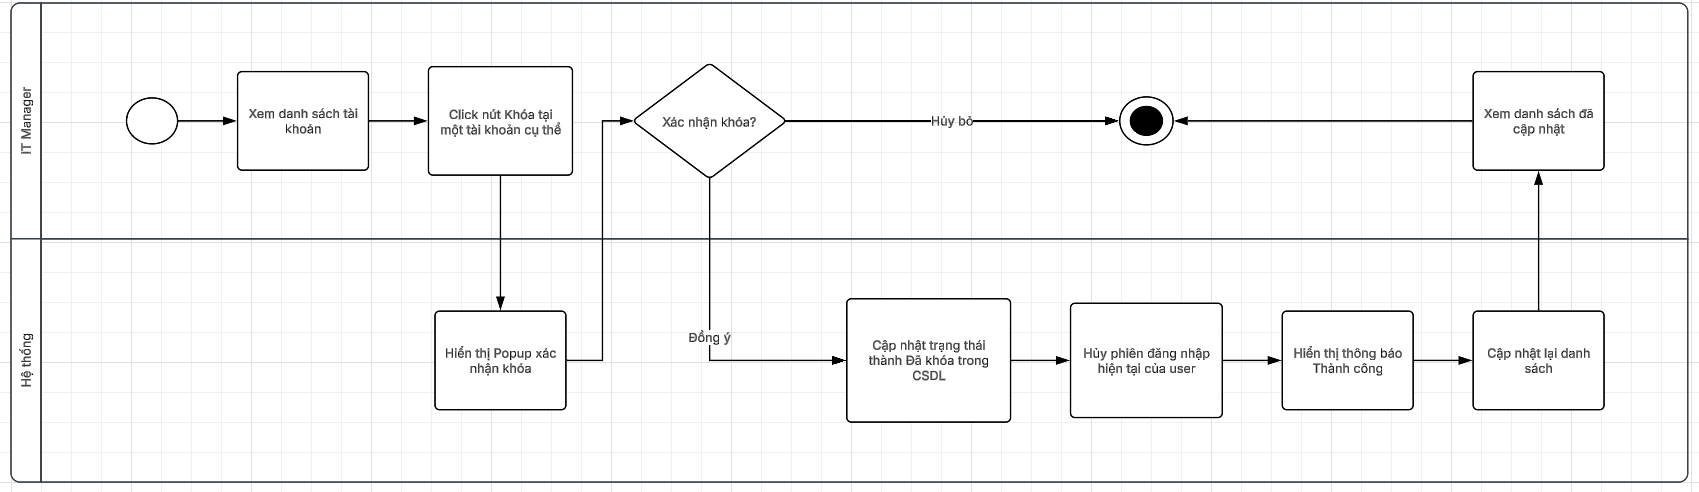 IT Manager
Xem danh sách tài
khoản
Click nút Khóa tại
một tài khoản cụ thể
Xác nhận khóa?
Hủy bỏ
Xem danh sách đã
cập nhật
Hệ thống
Hiển thị Popup xác
nhận khóa
Đồng ý
Cập nhật trạng thái
thành Đã khóa trong
CSDL
Hủy phiên đăng nhập
hiện tại của user
Hiển thị thông báo
Thành công
Cập nhật lại danh
sách